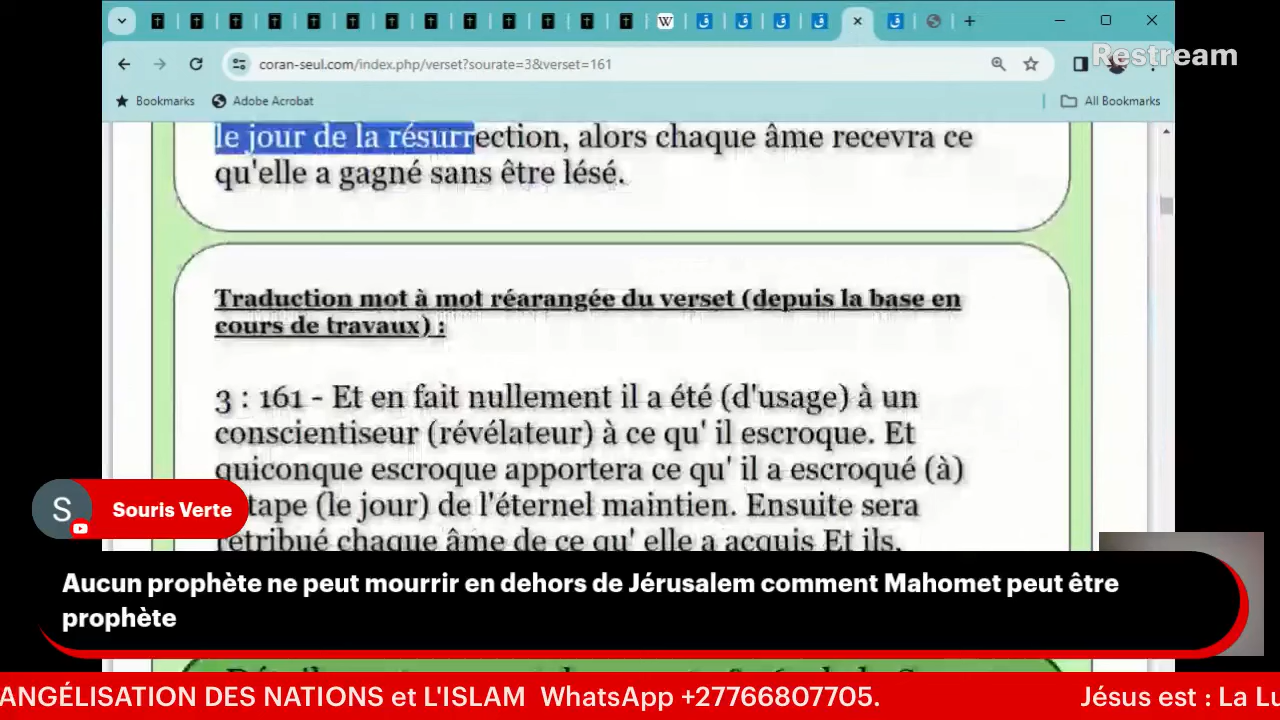 W
coran-seul.com/index.php/verset?sourate=3&verset=161
Restream
Bookmarks
Adobe Acrobat
All Bookmarks
le jour de la résurrection, alors chaque âme recevra ce
qu'elle a gagné sans être lésé.
Traduction mot à mot réarangée du verset (depuis la base en
cours de travaux) :
3 : 161 - Et en fait nullement il a été (d'usage) à un
conscientiseur (révélateur) à ce qu' il escroque. Et
quiconque escroque apportera ce qu' il a escroqué (à)
tape (le jour) de l'éternel maintien. Ensuite sera
retribué chaque âme de ce qu' elle a acquis Et ils,
S
Souris Verte
Aucun prophète ne peut mourrir en dehors de Jérusalem comment Mahomet peut être
prophète
ANGÉLISATION DES NATIONS et L'ISLAM WhatsApp +27766807705.
Jésus est : La Lu